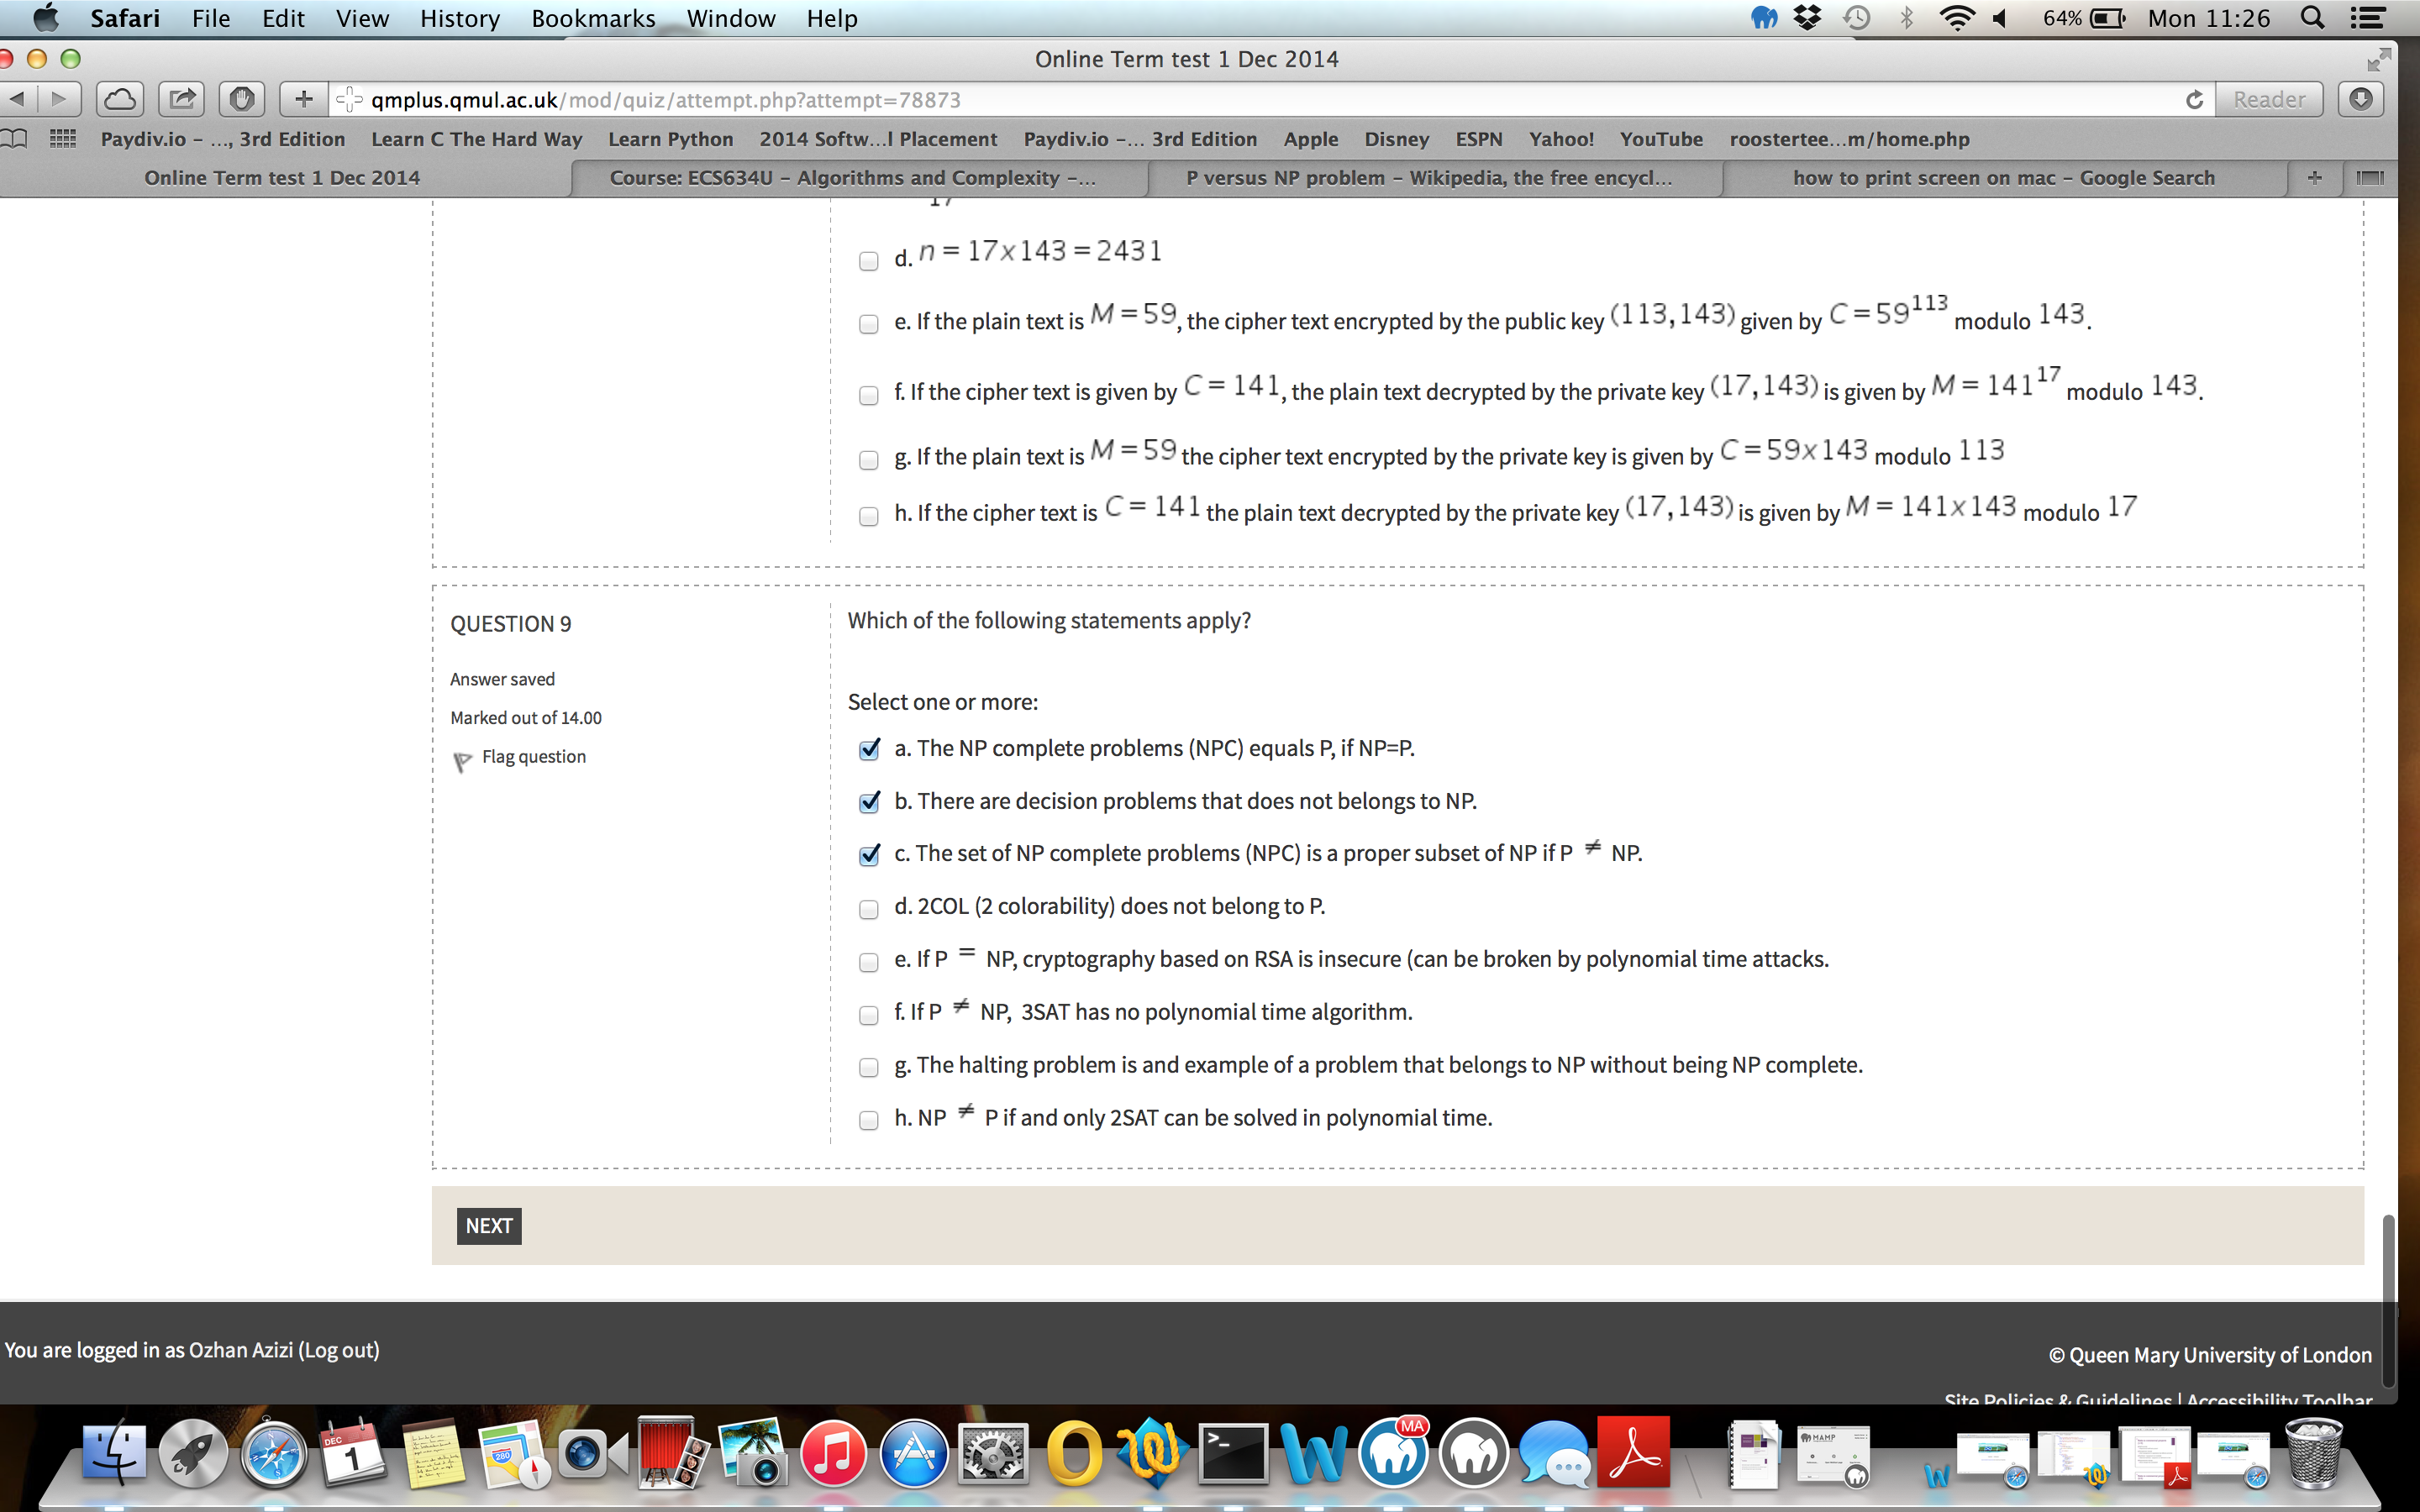 Safari File Edit View History Bookmarks Window Help 64% Mon 11:26
Online Term test 1 Dec 2014
qmplus.qmul.ac.uk/mod/quiz/attempt.php?attempt=78873 Reader
Paydiv.io – ..., 3rd Edition Learn C The Hard Way Learn Python 2014 Softw...l Placement Paydiv.io –... 3rd Edition Apple Disney ESPN Yahoo! YouTube roostertee...m/home.php
Online Term test 1 Dec 2014 Course: ECS634U – Algorithms and Complexity –... P versus NP problem – Wikipedia, the free encycl... how to print screen on mac – Google Search
17
d. n = 17x143 = 2431
e. If the plain text is M = 59, the cipher text encrypted by the public key (113,143) given by C = 59^113 modulo 143.
f. If the cipher text is given by C = 141, the plain text decrypted by the private key (17,143) is given by M = 141^17 modulo 143.
g. If the plain text is M = 59 the cipher text encrypted by the private key is given by C = 59x143 modulo 113
h. If the cipher text is C = 141 the plain text decrypted by the private key (17,143) is given by M = 141x143 modulo 17
QUESTION 9
Answer saved
Marked out of 14.00
Flag question
Which of the following statements apply?
Select one or more:
a. The NP complete problems (NPC) equals P, if NP=P.
b. There are decision problems that does not belongs to NP.
c. The set of NP complete problems (NPC) is a proper subset of NP if P ≠ NP.
d. 2COL (2 colorability) does not belong to P.
e. If P = NP, cryptography based on RSA is insecure (can be broken by polynomial time attacks.
f. If P ≠ NP, 3SAT has no polynomial time algorithm.
g. The halting problem is and example of a problem that belongs to NP without being NP complete.
h. NP ≠ P if and only 2SAT can be solved in polynomial time.
NEXT
You are logged in as Ozhan Azizi (Log out)
© Queen Mary University of London
Site Policies & Guidelines | Accessibility Toolbar
DEC
1
280
MA
MAMP